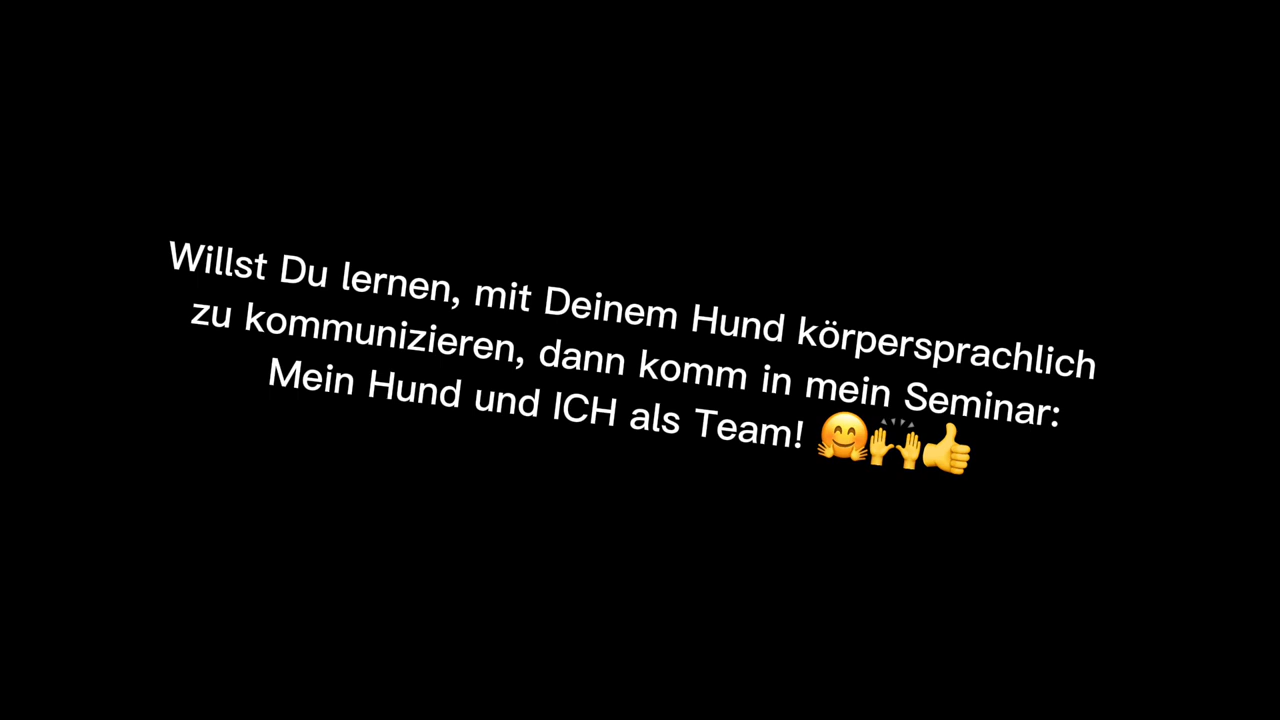 Willst Du lernen, mit Deinem Hund körpersprachlich
zu kommunizieren, dann komm in mein Seminar:
Mein Hund und ICH als Team! 🤗🙌👍